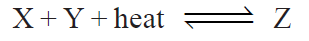 X + Y + heat ⇌ Z